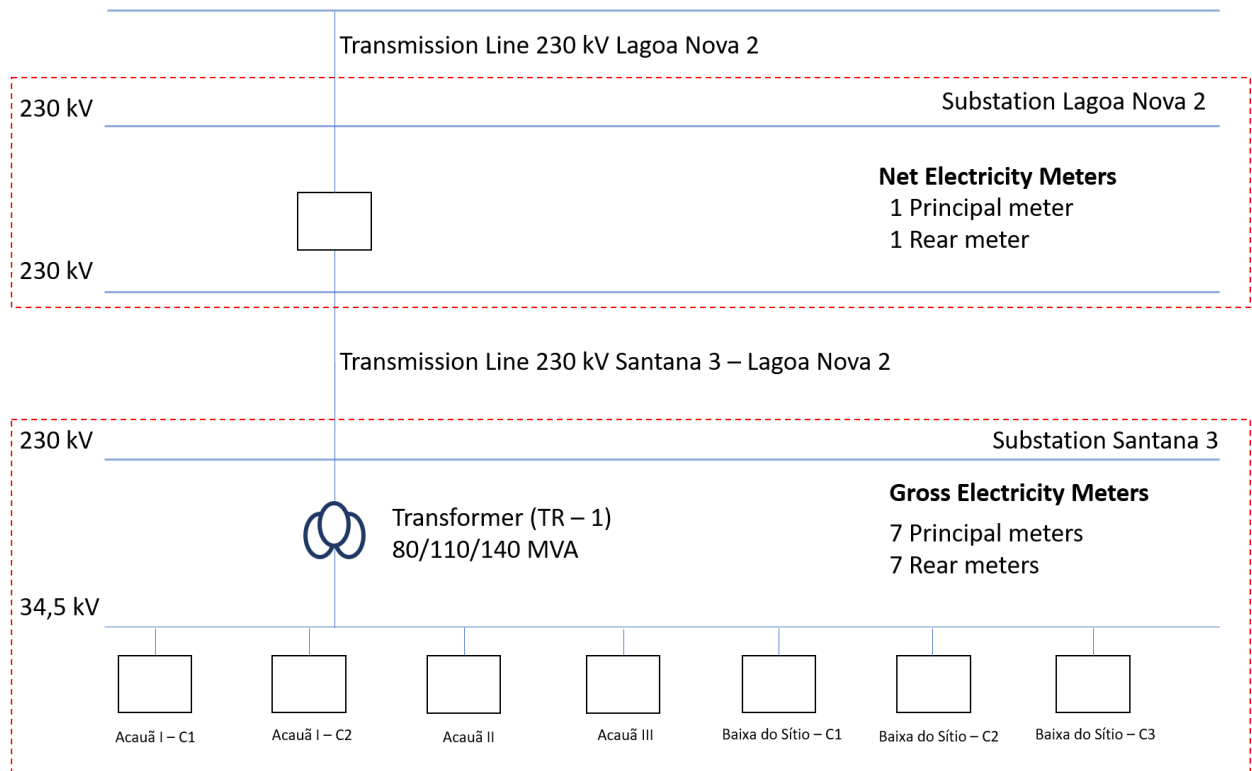 Transmission Line 230 kV Lagoa Nova 2
230 kV
Substation Lagoa Nova 2
Net Electricity Meters
1 Principal meter
1 Rear meter
230 kV
Transmission Line 230 kV Santana 3 – Lagoa Nova 2
230 kV
Substation Santana 3
Gross Electricity Meters
7 Principal meters
7 Rear meters
Transformer (TR – 1)
80/110/140 MVA
34,5 kV
Acauã I – C1
Acauã I – C2
Acauã II
Acauã III
Baixa do Sítio – C1
Baixa do Sítio – C2
Baixa do Sítio – C3